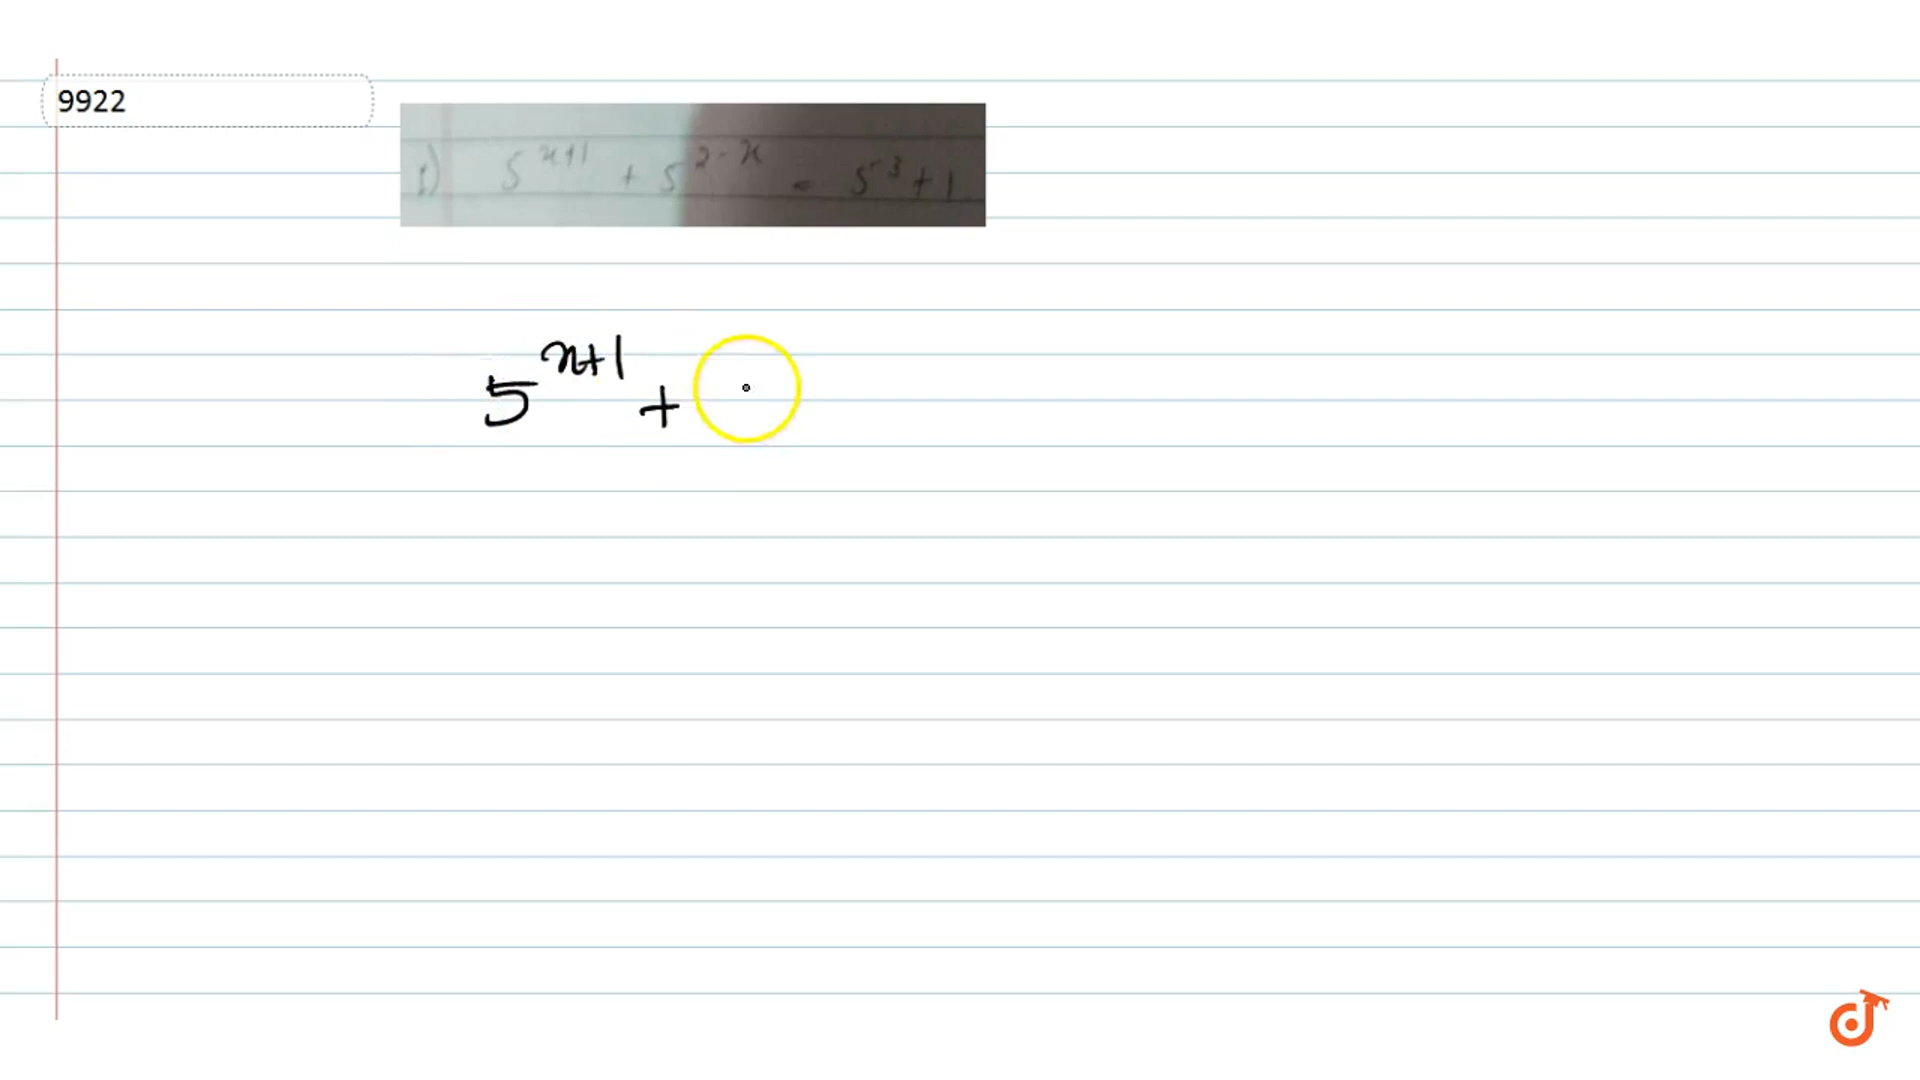 9922
1) 5^{x+1} + 5^{2-x} = 5^3 + 1
5^{x+1} +